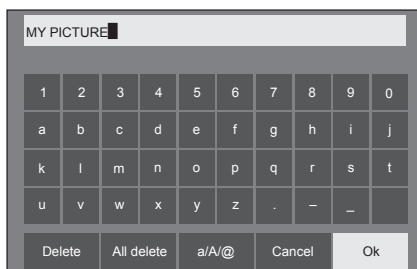 MY PICTURE
1 2 3 4 5 6 7 8 9 0
a b c d e f g h i j
k l m n o p q r s t
u v w x y z . – _
Delete All delete a/A/@ Cancel Ok